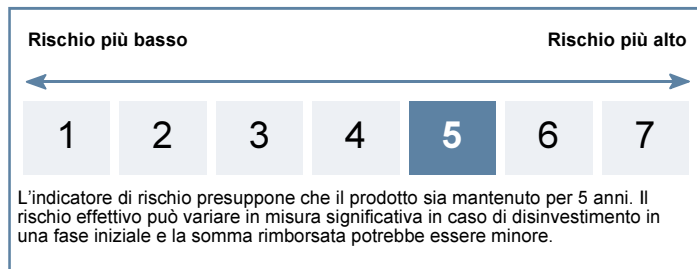 Rischio più basso Rischio più alto
1 2 3 4 5 6 7
L'indicatore di rischio presuppone che il prodotto sia mantenuto per 5 anni. Il
rischio effettivo può variare in misura significativa in caso di disinvestimento in
una fase iniziale e la somma rimborsata potrebbe essere minore.